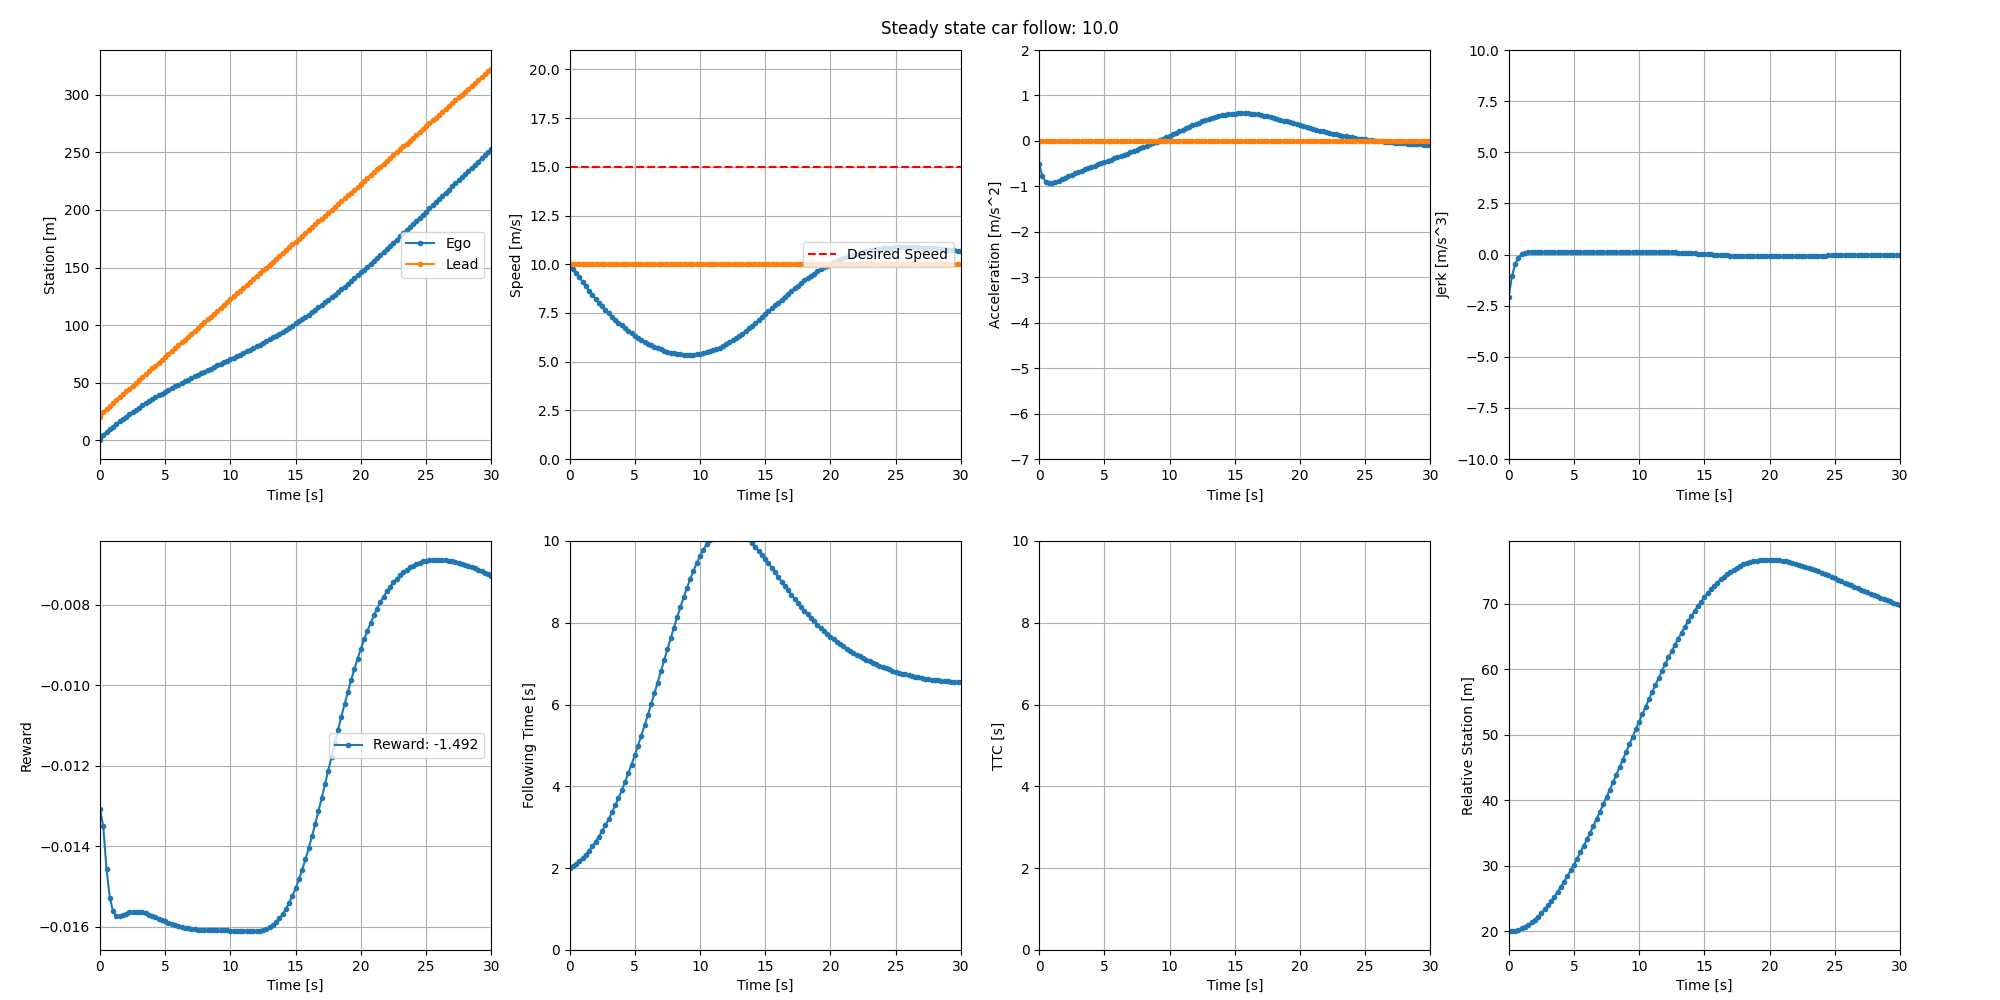 Steady state car follow: 10.0
Station [m]
300
250
200
150
100
50
0
Ego
Lead
0 5 10 15 20 25 30
Time [s]
Speed [m/s]
20.0
17.5
15.0
12.5
10.0
7.5
5.0
2.5
0.0
Desired Speed
0 5 10 15 20 25 30
Time [s]
Acceleration [m/s^2]
2
1
0
−1
−2
−3
−4
−5
−6
−7
0 5 10 15 20 25 30
Time [s]
Jerk [m/s^3]
10.0
7.5
5.0
2.5
0.0
−2.5
−5.0
−7.5
−10.0
0 5 10 15 20 25 30
Time [s]
Reward
−0.008
−0.010
−0.012
−0.014
−0.016
Reward: -1.492
0 5 10 15 20 25 30
Time [s]
Following Time [s]
10
8
6
4
2
0
0 5 10 15 20 25 30
Time [s]
TTC [s]
10
8
6
4
2
0
0 5 10 15 20 25 30
Time [s]
Relative Station [m]
70
60
50
40
30
20
0 5 10 15 20 25 30
Time [s]